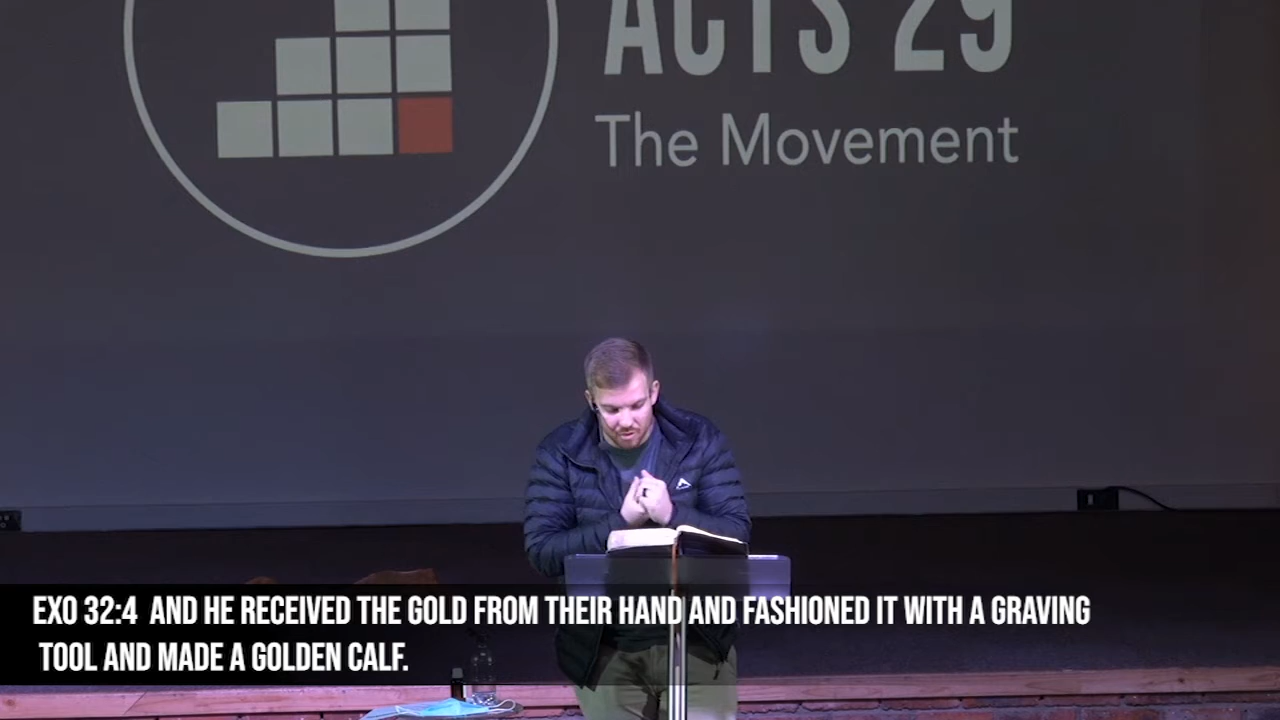 ACTS 29
The Movement
EXO 32:4 AND HE RECEIVED THE GOLD FROM THEIR HAND AND FASHIONED IT WITH A GRAVING
TOOL AND MADE A GOLDEN CALF.